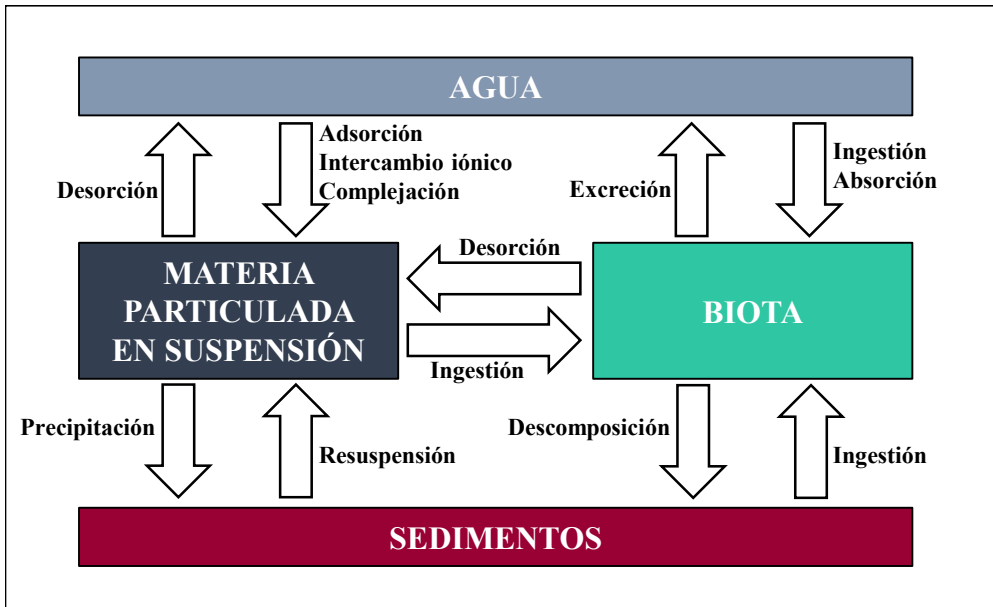 AGUA
Desorción
Adsorción
Intercambio iónico
Complejación
Excreción
Ingestión
Absorción
MATERIA
PARTICULADA
EN SUSPENSIÓN
Desorción
Ingestión
BIOTA
Precipitación
Resuspensión
Descomposición
Ingestión
SEDIMENTOS